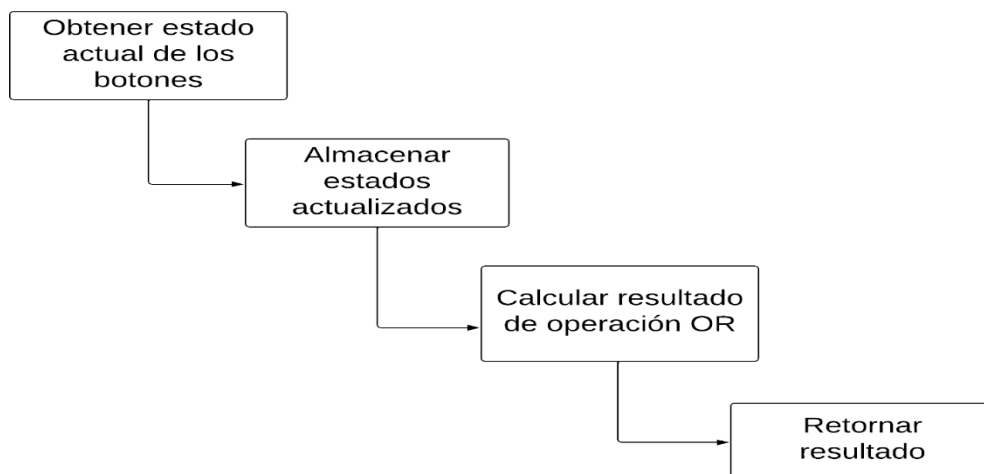 Obtener estado
actual de los
botones
Almacenar
estados
actualizados
Calcular resultado
de operación OR
Retornar
resultado